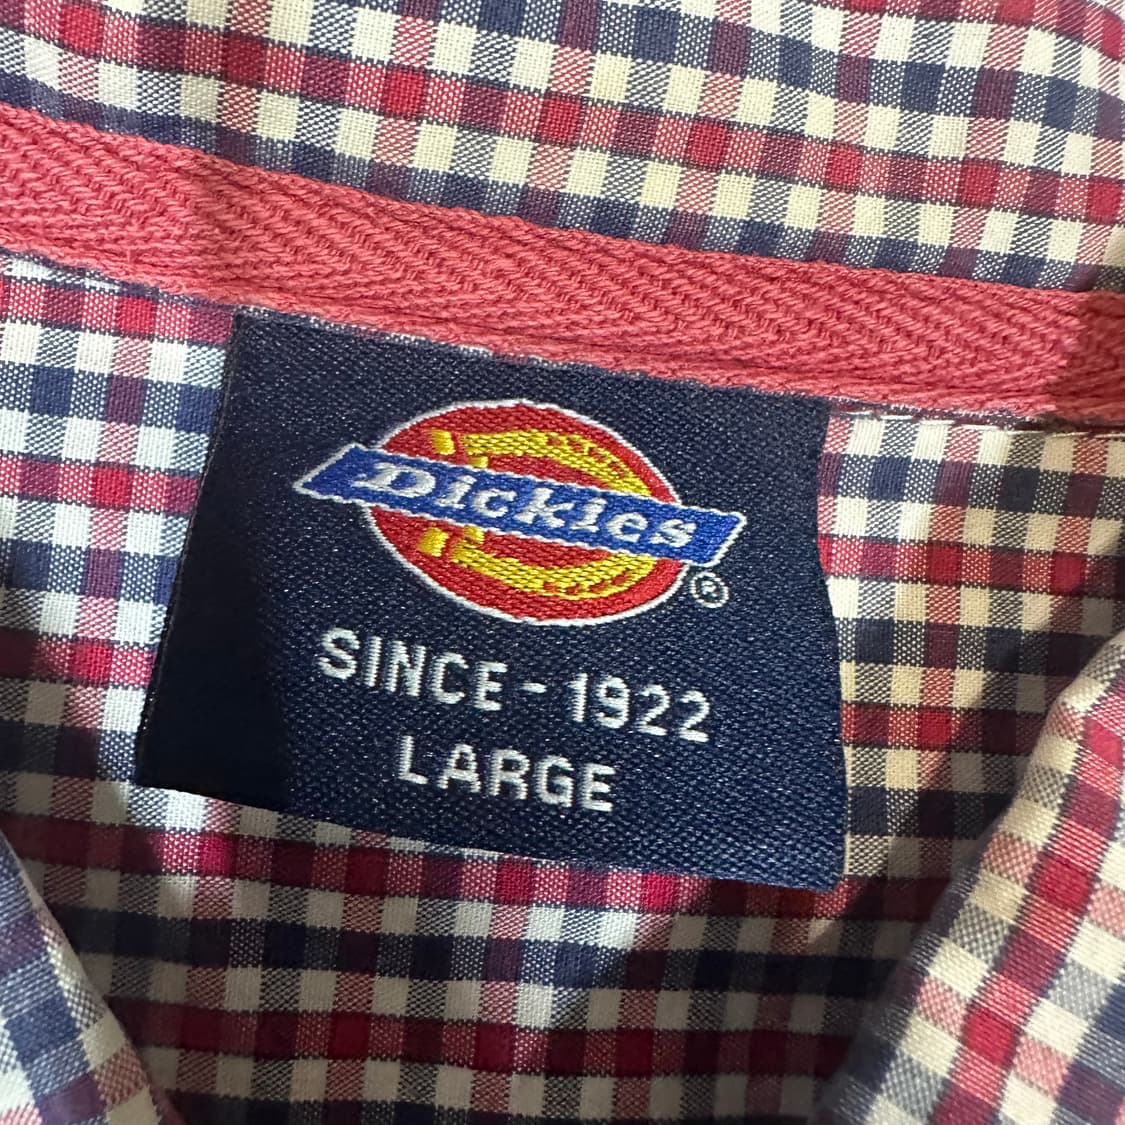 Dickies
®
SINCE - 1922
LARGE